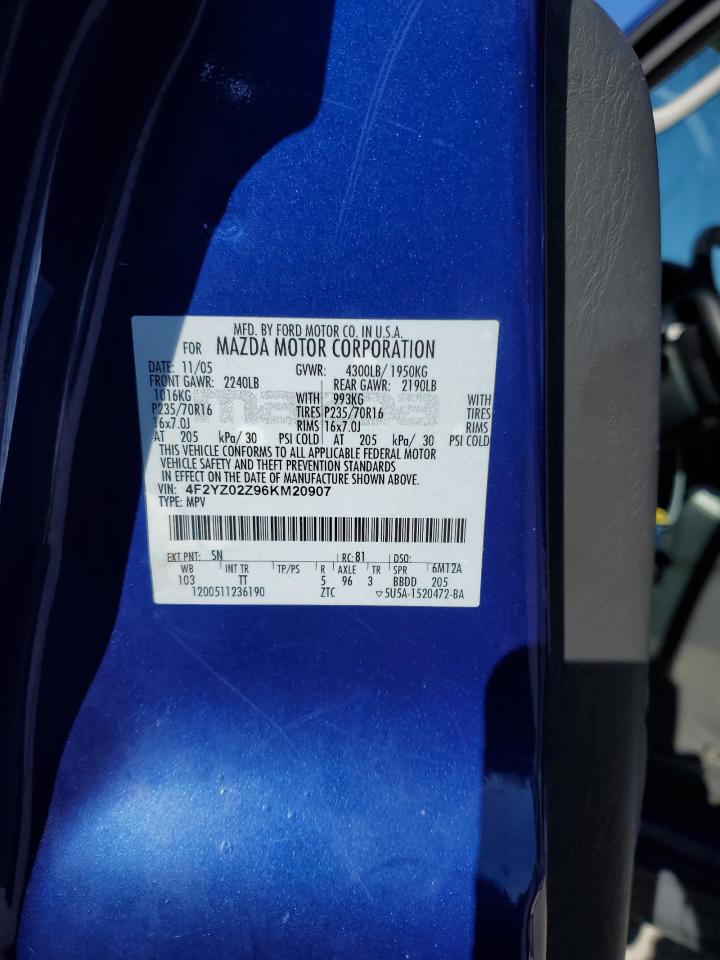 MFD. BY FORD MOTOR CO. IN U.S.A.
FOR MAZDA MOTOR CORPORATION
DATE: 11/05 GVWR: 4300LB/ 1950KG
FRONT GAWR: 2240LB REAR GAWR: 2190LB
1016KG WITH 993KG WITH
P235/70R16 TIRES P235/70R16 TIRES
16x7.0J RIMS 16x7.0J RIMS
AT 205 kPa/ 30 PSI COLD AT 205 kPa/ 30 PSI COLD
THIS VEHICLE CONFORMS TO ALL APPLICABLE FEDERAL MOTOR
VEHICLE SAFETY AND THEFT PREVENTION STANDARDS
IN EFFECT ON THE DATE OF MANUFACTURE SHOWN ABOVE.
VIN: 4F2YZ02Z96KM20907
TYPE: MPV
EXT PNT: SN RC: 81 DSO:
WB INT TR TP/PS R AXLE TR SPR 6M12A
103 TT 5 96 3 BBDD 205
1200511236190 ZTC ▽5U5A-1520472-BA
mazda